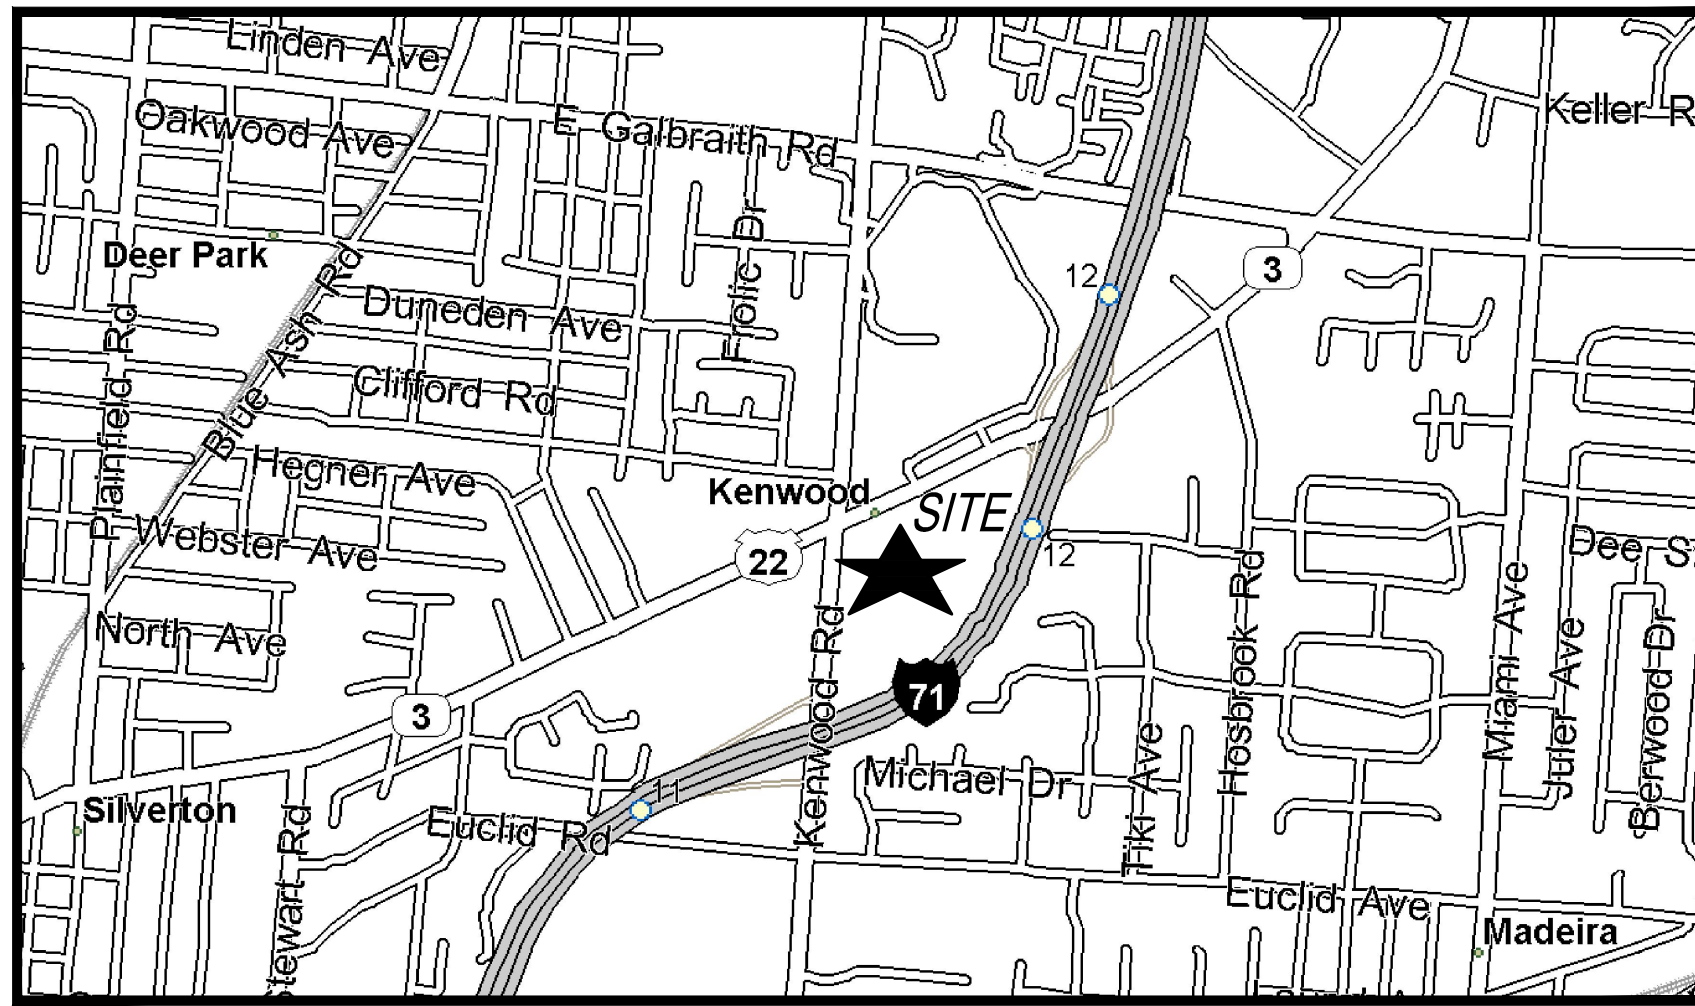 Linden Ave
Oakwood Ave
E Galbraith Rd
Keller R
Deer Park
Frolic Dr
12
3
Blue Ash Rd
Duneden Ave
Plainfield Rd
Clifford Rd
Hegner Ave
Kenwood
SITE
Webster Ave
22
12
Dee S
North Ave
Kenwood Rd
Hosbrook Rd
Miami Ave
Juler Ave
Berwood Dr
71
3
Michael Dr
Tiki Ave
11
Silverton
Euclid Rd
Stewart Rd
Euclid Ave
Madeira